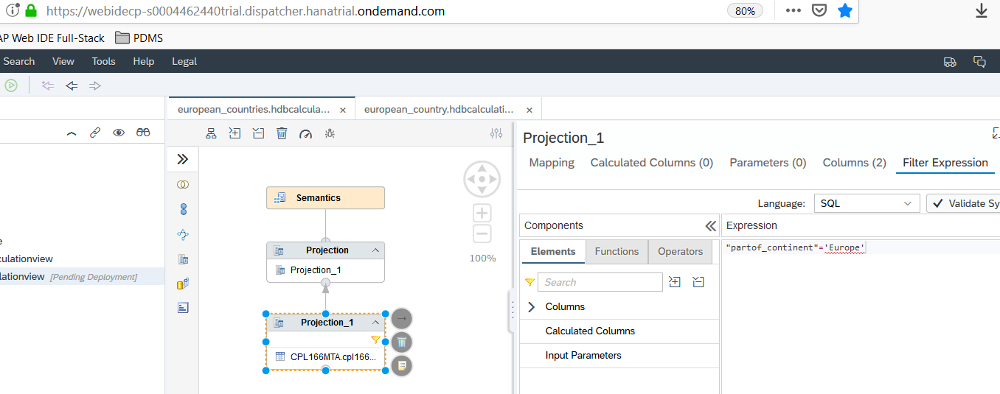 https://webidecp-s0004462440trial.dispatcher.hanatrial.ondemand.com
80%
AP Web IDE Full-Stack PDMS
Search View Tools Help Legal
european_countries.hdbcalcula... × european_country.hdbcalculati... ×
Projection_1
Mapping Calculated Columns (0) Parameters (0) Columns (2) Filter Expression
Semantics
Language: SQL Validate Sy
Components Expression
Projection
Elements Functions Operators
"partof_continent"='Europe'
e
culationview
100%
Projection_1
lationview [Pending Deployment]
Search
Columns
Projection_1
Calculated Columns
CPL166MTA.cpl166...
Input Parameters